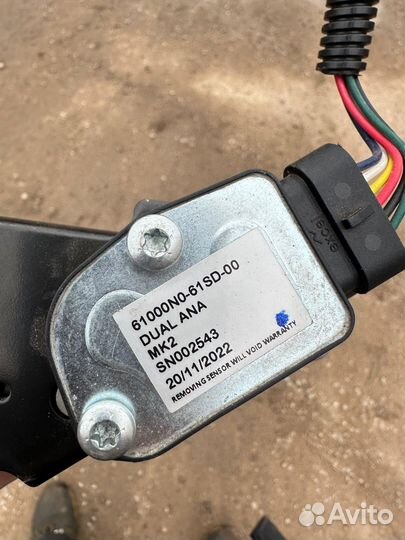 61000N0-61SD-00
DUAL ANA
MK2
SN002543
20/11/2022
REMOVING SENSOR WILL VOID WARRANTY
Avito